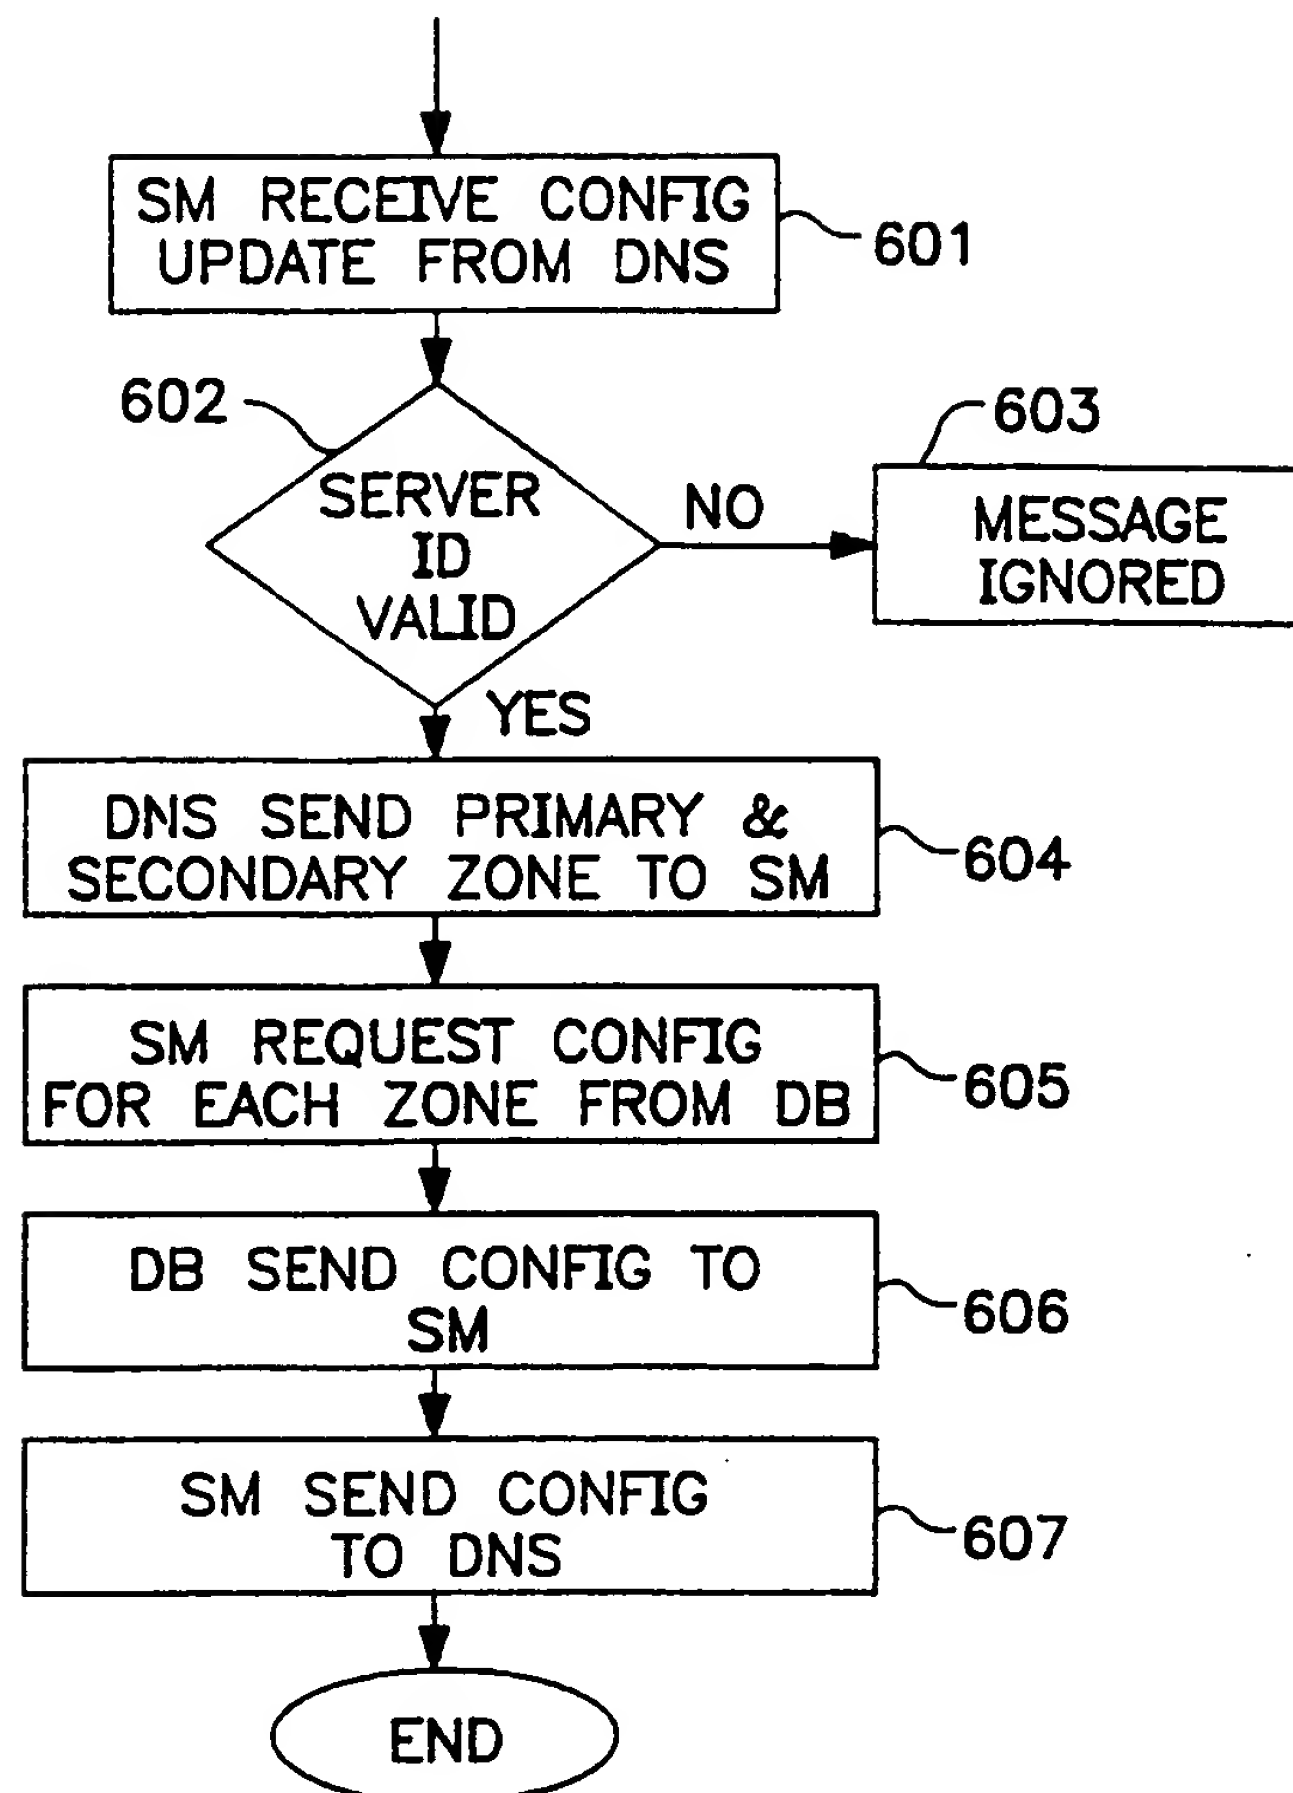 SM RECEIVE CONFIG
UPDATE FROM DNS
601
602
SERVER
ID
VALID
NO
603
MESSAGE
IGNORED
YES
DNS SEND PRIMARY &
SECONDARY ZONE TO SM
604
SM REQUEST CONFIG
FOR EACH ZONE FROM DB
605
DB SEND CONFIG TO
SM
606
SM SEND CONFIG
TO DNS
607
END